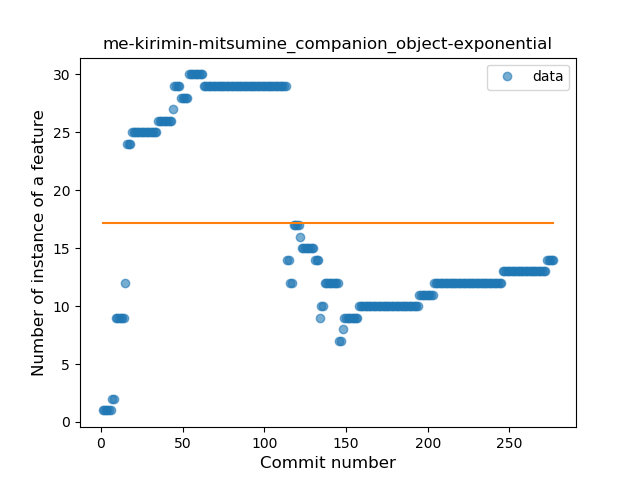 me-kirimin-mitsumine_companion_object-exponential
data
Number of instance of a feature
30
25
20
15
10
5
0
0 50 100 150 200 250
Commit number